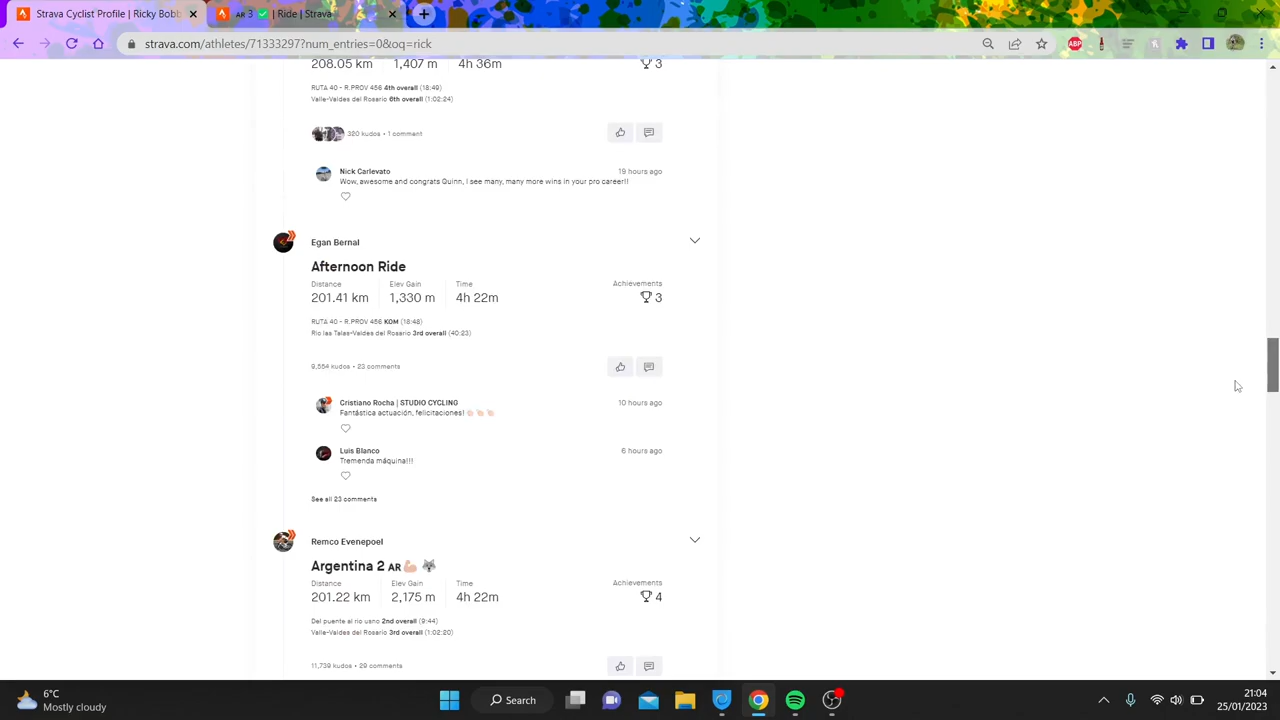 Strava Cyclist Profile | Ricky Bobb
AR 3 ✅ | Ride | Strava
strava.com/athletes/71333297?num_entries=0&oq=rick
ABP
208.05 km 1,407 m 4h 36m 3
RUTA 40 - R.PROV 456 4th overall (18:49)
Valle-Valdes del Rosario 6th overall (1:02:24)
320 kudos • 1 comment
Nick Carlevato 19 hours ago
Wow, awesome and congrats Quinn, I see many, many more wins in your pro career!!
Egan Bernal
Afternoon Ride
Distance Elev Gain Time Achievements
201.41 km 1,330 m 4h 22m 3
RUTA 40 - R.PROV 456 KOM (18:48)
Rio las Talas-Valdes del Rosario 3rd overall (40:23)
9,554 kudos • 23 comments
Cristiano Rocha | STUDIO CYCLING 10 hours ago
Fantástica actuación, felicitaciones! 👏🏻👏🏻👏🏻
Luis Blanco 6 hours ago
Tremenda máquina!!!
See all 23 comments
Remco Evenepoel
Argentina 2 AR💪🏼 🐺
Distance Elev Gain Time Achievements
201.22 km 2,175 m 4h 22m 4
Del puente al rio usno 2nd overall (9:44)
Valle-Valdes del Rosario 3rd overall (1:02:20)
11,739 kudos • 29 comments
6°C
Mostly cloudy
Search
21:04
25/01/2023